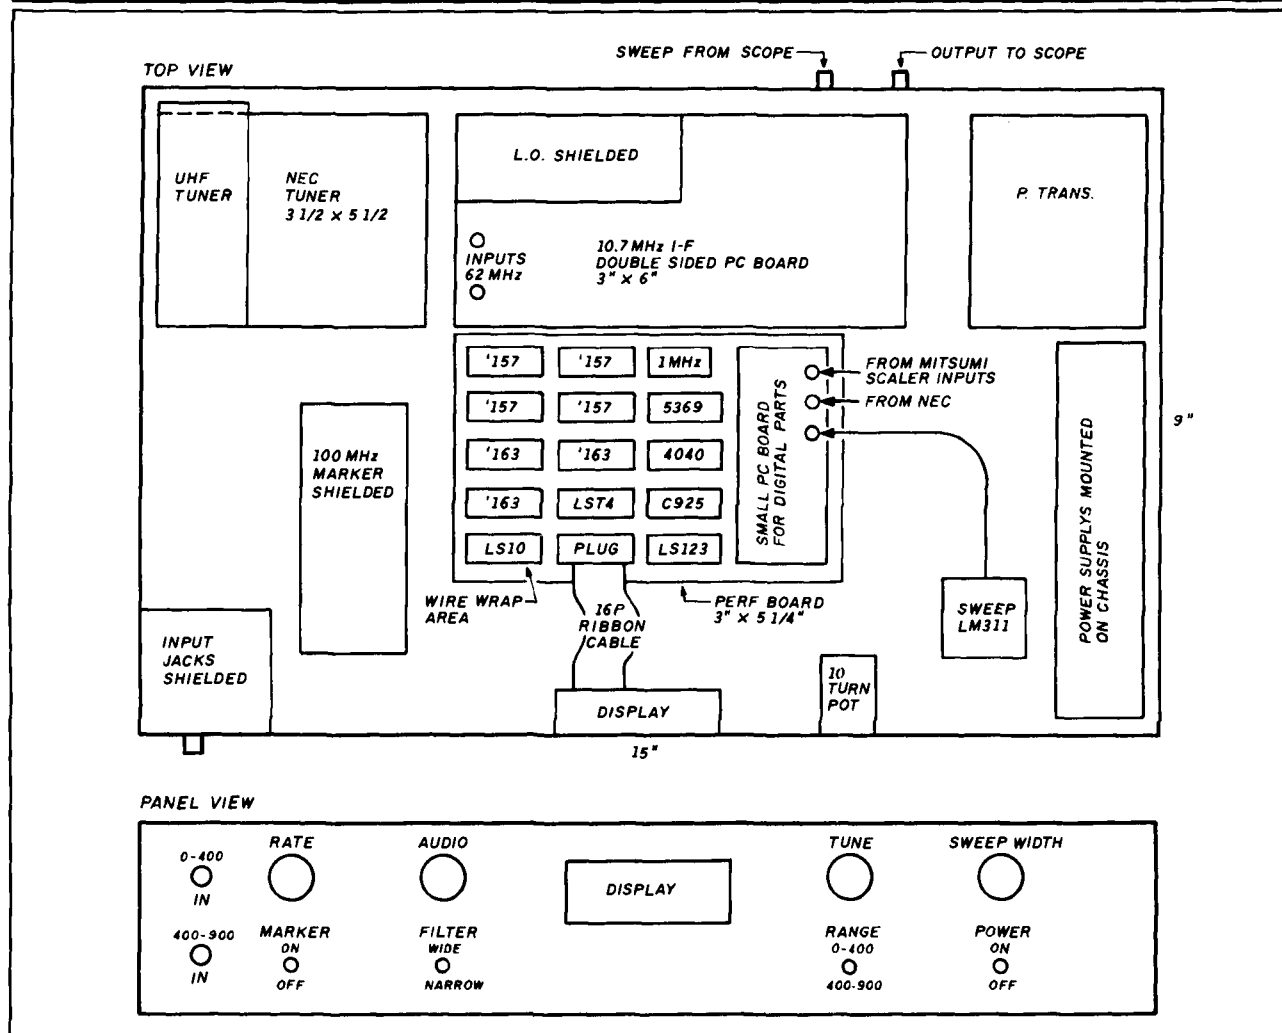 SWEEP FROM SCOPE
OUTPUT TO SCOPE
TOP VIEW
UHF
TUNER
NEC
TUNER
3 1/2 × 5 1/2
L.O. SHIELDED
P. TRANS.
INPUTS
62 MHz
10.7 MHz I-F
DOUBLE SIDED PC BOARD
3" × 6"
'157
'157
1MHz
'157
'157
5369
'163
'163
4040
'163
LST4
C925
LS10
PLUG
LS123
SMALL PC BOARD
FOR DIGITAL PARTS
FROM MITSUMI
SCALER INPUTS
FROM NEC
9"
100 MHz
MARKER
SHIELDED
POWER SUPPLYS MOUNTED
ON CHASSIS
WIRE WRAP
AREA
16P
RIBBON
CABLE
PERF BOARD
3" × 5 1/4"
SWEEP
LM311
INPUT
JACKS
SHIELDED
10
TURN
POT
DISPLAY
15"
PANEL VIEW
0-400
IN
RATE
AUDIO
DISPLAY
TUNE
SWEEP WIDTH
400-900
IN
MARKER
ON
OFF
FILTER
WIDE
NARROW
RANGE
0-400
400-900
POWER
ON
OFF